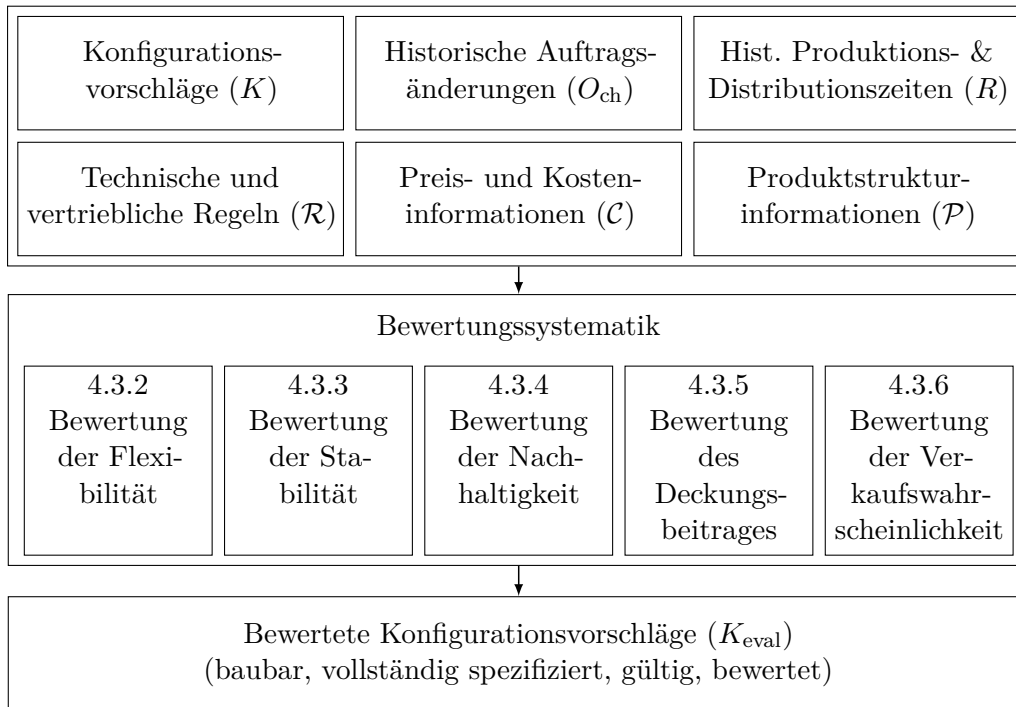 Konfigurations-
vorschläge (K)
Historische Auftrags-
änderungen (O_ch)
Hist. Produktions- &
Distributionszeiten (R)
Technische und
vertriebliche Regeln (ℛ)
Preis- und Kosten-
informationen (𝒞)
Produktstruktur-
informationen (𝒫)
Bewertungssystematik
4.3.2
Bewertung
der Flexi-
bilität
4.3.3
Bewertung
der Sta-
bilität
4.3.4
Bewertung
der Nach-
haltigkeit
4.3.5
Bewertung
des
Deckungs-
beitrages
4.3.6
Bewertung
der Ver-
kaufswahr-
scheinlichkeit
Bewertete Konfigurationsvorschläge (K_eval)
(baubar, vollständig spezifiziert, gültig, bewertet)